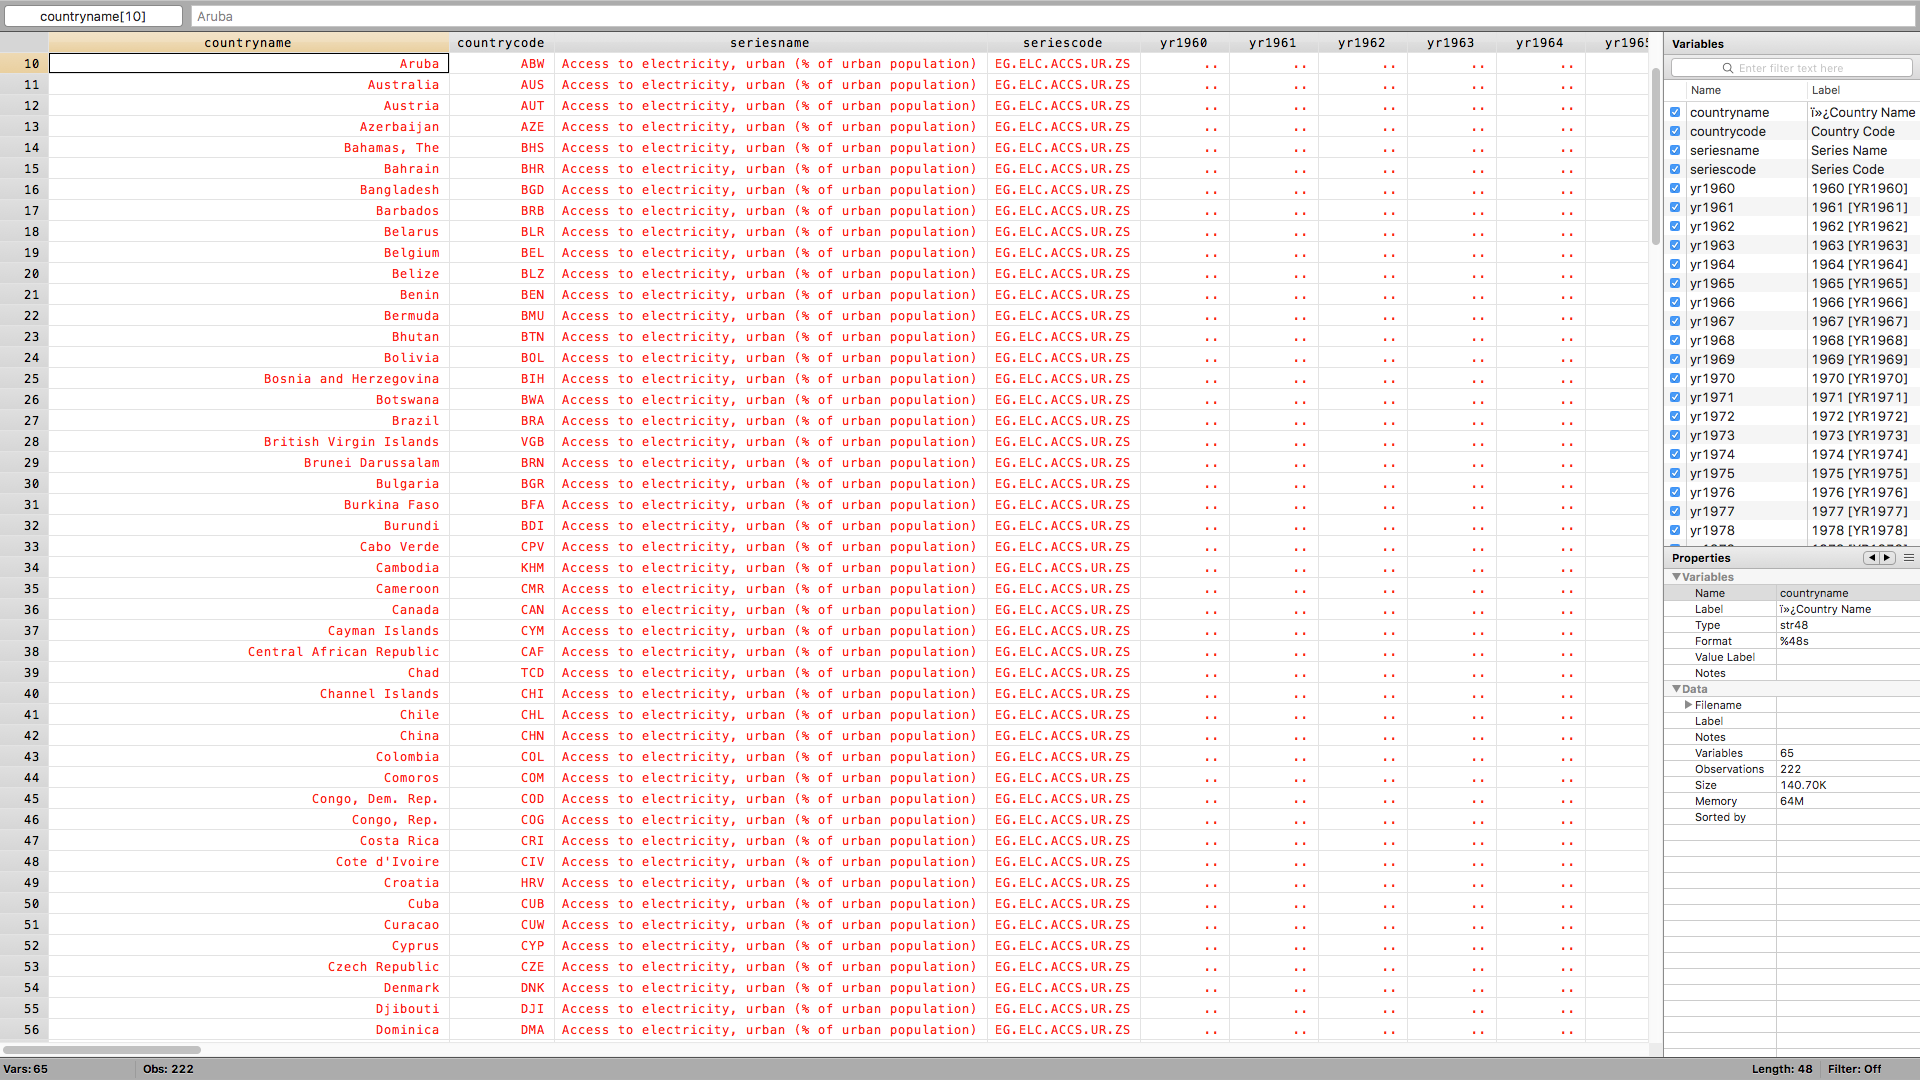 countryname[10] Aruba
countryname countrycode seriesname seriescode yr1960 yr1961 yr1962 yr1963 yr1964 yr1965
10 Aruba ABW Access to electricity, urban (% of urban population) EG.ELC.ACCS.UR.ZS .. .. .. .. ..
11 Australia AUS Access to electricity, urban (% of urban population) EG.ELC.ACCS.UR.ZS .. .. .. .. ..
12 Austria AUT Access to electricity, urban (% of urban population) EG.ELC.ACCS.UR.ZS .. .. .. .. ..
13 Azerbaijan AZE Access to electricity, urban (% of urban population) EG.ELC.ACCS.UR.ZS .. .. .. .. ..
14 Bahamas, The BHS Access to electricity, urban (% of urban population) EG.ELC.ACCS.UR.ZS .. .. .. .. ..
15 Bahrain BHR Access to electricity, urban (% of urban population) EG.ELC.ACCS.UR.ZS .. .. .. .. ..
16 Bangladesh BGD Access to electricity, urban (% of urban population) EG.ELC.ACCS.UR.ZS .. .. .. .. ..
17 Barbados BRB Access to electricity, urban (% of urban population) EG.ELC.ACCS.UR.ZS .. .. .. .. ..
18 Belarus BLR Access to electricity, urban (% of urban population) EG.ELC.ACCS.UR.ZS .. .. .. .. ..
19 Belgium BEL Access to electricity, urban (% of urban population) EG.ELC.ACCS.UR.ZS .. .. .. .. ..
20 Belize BLZ Access to electricity, urban (% of urban population) EG.ELC.ACCS.UR.ZS .. .. .. .. ..
21 Benin BEN Access to electricity, urban (% of urban population) EG.ELC.ACCS.UR.ZS .. .. .. .. ..
22 Bermuda BMU Access to electricity, urban (% of urban population) EG.ELC.ACCS.UR.ZS .. .. .. .. ..
23 Bhutan BTN Access to electricity, urban (% of urban population) EG.ELC.ACCS.UR.ZS .. .. .. .. ..
24 Bolivia BOL Access to electricity, urban (% of urban population) EG.ELC.ACCS.UR.ZS .. .. .. .. ..
25 Bosnia and Herzegovina BIH Access to electricity, urban (% of urban population) EG.ELC.ACCS.UR.ZS .. .. .. .. ..
26 Botswana BWA Access to electricity, urban (% of urban population) EG.ELC.ACCS.UR.ZS .. .. .. .. ..
27 Brazil BRA Access to electricity, urban (% of urban population) EG.ELC.ACCS.UR.ZS .. .. .. .. ..
28 British Virgin Islands VGB Access to electricity, urban (% of urban population) EG.ELC.ACCS.UR.ZS .. .. .. .. ..
29 Brunei Darussalam BRN Access to electricity, urban (% of urban population) EG.ELC.ACCS.UR.ZS .. .. .. .. ..
30 Bulgaria BGR Access to electricity, urban (% of urban population) EG.ELC.ACCS.UR.ZS .. .. .. .. ..
31 Burkina Faso BFA Access to electricity, urban (% of urban population) EG.ELC.ACCS.UR.ZS .. .. .. .. ..
32 Burundi BDI Access to electricity, urban (% of urban population) EG.ELC.ACCS.UR.ZS .. .. .. .. ..
33 Cabo Verde CPV Access to electricity, urban (% of urban population) EG.ELC.ACCS.UR.ZS .. .. .. .. ..
34 Cambodia KHM Access to electricity, urban (% of urban population) EG.ELC.ACCS.UR.ZS .. .. .. .. ..
35 Cameroon CMR Access to electricity, urban (% of urban population) EG.ELC.ACCS.UR.ZS .. .. .. .. ..
36 Canada CAN Access to electricity, urban (% of urban population) EG.ELC.ACCS.UR.ZS .. .. .. .. ..
37 Cayman Islands CYM Access to electricity, urban (% of urban population) EG.ELC.ACCS.UR.ZS .. .. .. .. ..
38 Central African Republic CAF Access to electricity, urban (% of urban population) EG.ELC.ACCS.UR.ZS .. .. .. .. ..
39 Chad TCD Access to electricity, urban (% of urban population) EG.ELC.ACCS.UR.ZS .. .. .. .. ..
40 Channel Islands CHI Access to electricity, urban (% of urban population) EG.ELC.ACCS.UR.ZS .. .. .. .. ..
41 Chile CHL Access to electricity, urban (% of urban population) EG.ELC.ACCS.UR.ZS .. .. .. .. ..
42 China CHN Access to electricity, urban (% of urban population) EG.ELC.ACCS.UR.ZS .. .. .. .. ..
43 Colombia COL Access to electricity, urban (% of urban population) EG.ELC.ACCS.UR.ZS .. .. .. .. ..
44 Comoros COM Access to electricity, urban (% of urban population) EG.ELC.ACCS.UR.ZS .. .. .. .. ..
45 Congo, Dem. Rep. COD Access to electricity, urban (% of urban population) EG.ELC.ACCS.UR.ZS .. .. .. .. ..
46 Congo, Rep. COG Access to electricity, urban (% of urban population) EG.ELC.ACCS.UR.ZS .. .. .. .. ..
47 Costa Rica CRI Access to electricity, urban (% of urban population) EG.ELC.ACCS.UR.ZS .. .. .. .. ..
48 Cote d'Ivoire CIV Access to electricity, urban (% of urban population) EG.ELC.ACCS.UR.ZS .. .. .. .. ..
49 Croatia HRV Access to electricity, urban (% of urban population) EG.ELC.ACCS.UR.ZS .. .. .. .. ..
50 Cuba CUB Access to electricity, urban (% of urban population) EG.ELC.ACCS.UR.ZS .. .. .. .. ..
51 Curacao CUW Access to electricity, urban (% of urban population) EG.ELC.ACCS.UR.ZS .. .. .. .. ..
52 Cyprus CYP Access to electricity, urban (% of urban population) EG.ELC.ACCS.UR.ZS .. .. .. .. ..
53 Czech Republic CZE Access to electricity, urban (% of urban population) EG.ELC.ACCS.UR.ZS .. .. .. .. ..
54 Denmark DNK Access to electricity, urban (% of urban population) EG.ELC.ACCS.UR.ZS .. .. .. .. ..
55 Djibouti DJI Access to electricity, urban (% of urban population) EG.ELC.ACCS.UR.ZS .. .. .. .. ..
56 Dominica DMA Access to electricity, urban (% of urban population) EG.ELC.ACCS.UR.ZS .. .. .. .. ..
Variables
Enter filter text here
Name Label
countryname ï»¿Country Name
countrycode Country Code
seriesname Series Name
seriescode Series Code
yr1960 1960 [YR1960]
yr1961 1961 [YR1961]
yr1962 1962 [YR1962]
yr1963 1963 [YR1963]
yr1964 1964 [YR1964]
yr1965 1965 [YR1965]
yr1966 1966 [YR1966]
yr1967 1967 [YR1967]
yr1968 1968 [YR1968]
yr1969 1969 [YR1969]
yr1970 1970 [YR1970]
yr1971 1971 [YR1971]
yr1972 1972 [YR1972]
yr1973 1973 [YR1973]
yr1974 1974 [YR1974]
yr1975 1975 [YR1975]
yr1976 1976 [YR1976]
yr1977 1977 [YR1977]
yr1978 1978 [YR1978]
Properties
Variables
Name countryname
Label ï»¿Country Name
Type str48
Format %48s
Value Label
Notes
Data
Filename
Label
Notes
Variables 65
Observations 222
Size 140.70K
Memory 64M
Sorted by
Vars: 65 Obs: 222 Length: 48 Filter: Off